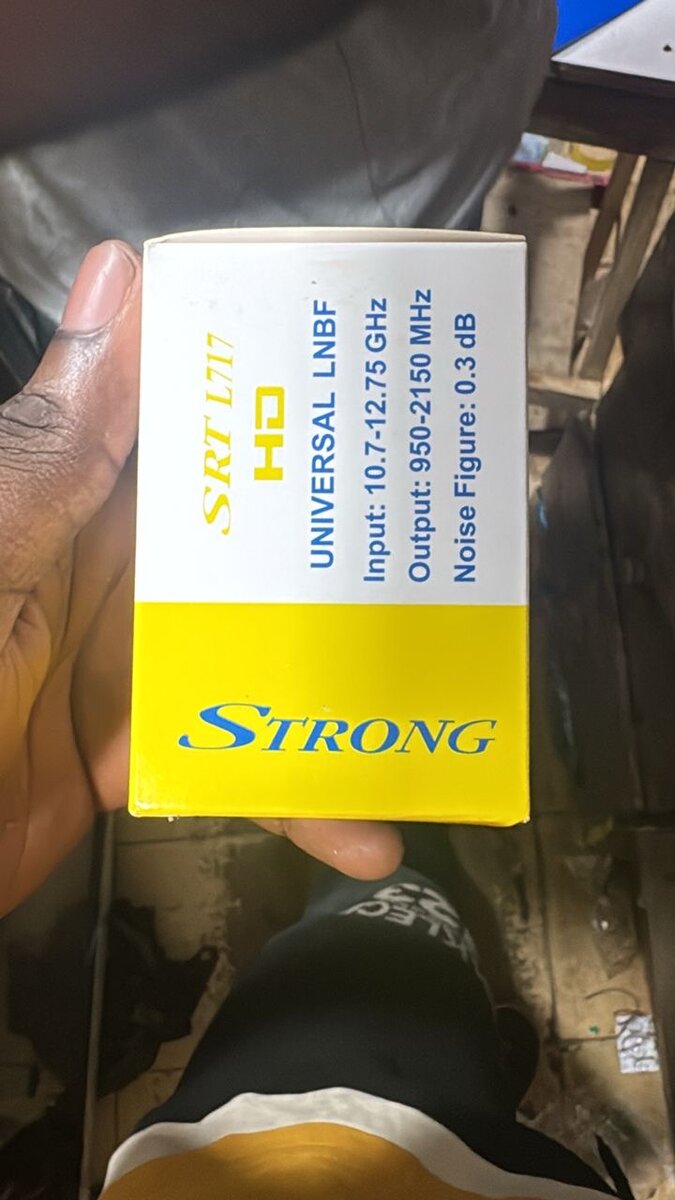 SRT L717
HD
UNIVERSAL LNBF
Input: 10.7-12.75 GHz
Output: 950-2150 MHz
Noise Figure: 0.3 dB
STRONG
23